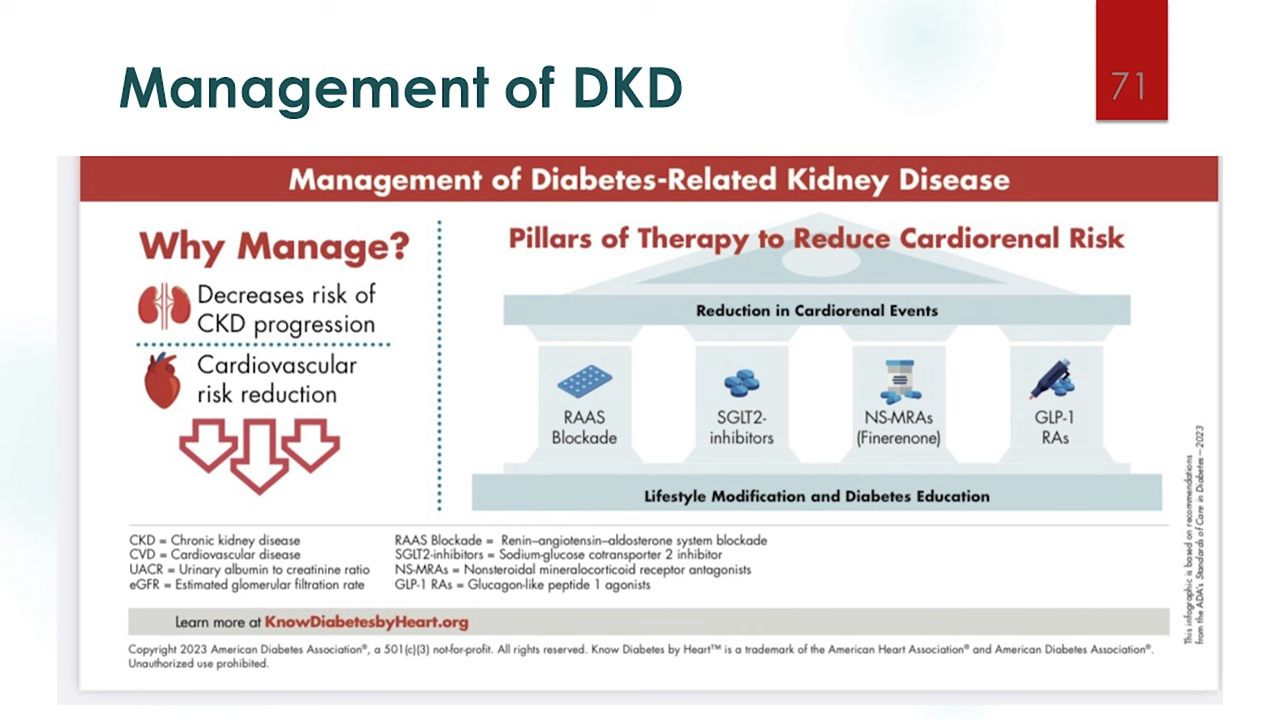 Management of DKD
71
Management of Diabetes-Related Kidney Disease
Why Manage?
Decreases risk of
CKD progression
Cardiovascular
risk reduction
Pillars of Therapy to Reduce Cardiorenal Risk
Reduction in Cardiorenal Events
RAAS
Blockade
SGLT2-
inhibitors
NS-MRAs
(Finerenone)
GLP-1
RAs
Lifestyle Modification and Diabetes Education
CKD = Chronic kidney disease
CVD = Cardiovascular disease
UACR = Urinary albumin to creatinine ratio
eGFR = Estimated glomerular filtration rate
RAAS Blockade = Renin–angiotensin–aldosterone system blockade
SGLT2-inhibitors = Sodium-glucose cotransporter 2 inhibitor
NS-MRAs = Nonsteroidal mineralocorticoid receptor antagonists
GLP-1 RAs = Glucagon-like peptide 1 agonists
This infographic is based on recommendations
from the ADA's Standards of Care in Diabetes—2023
Learn more at KnowDiabetesbyHeart.org
Copyright 2023 American Diabetes Association®, a 501(c)(3) not-for-profit. All rights reserved. Know Diabetes by Heart™ is a trademark of the American Heart Association® and American Diabetes Association®.
Unauthorized use prohibited.